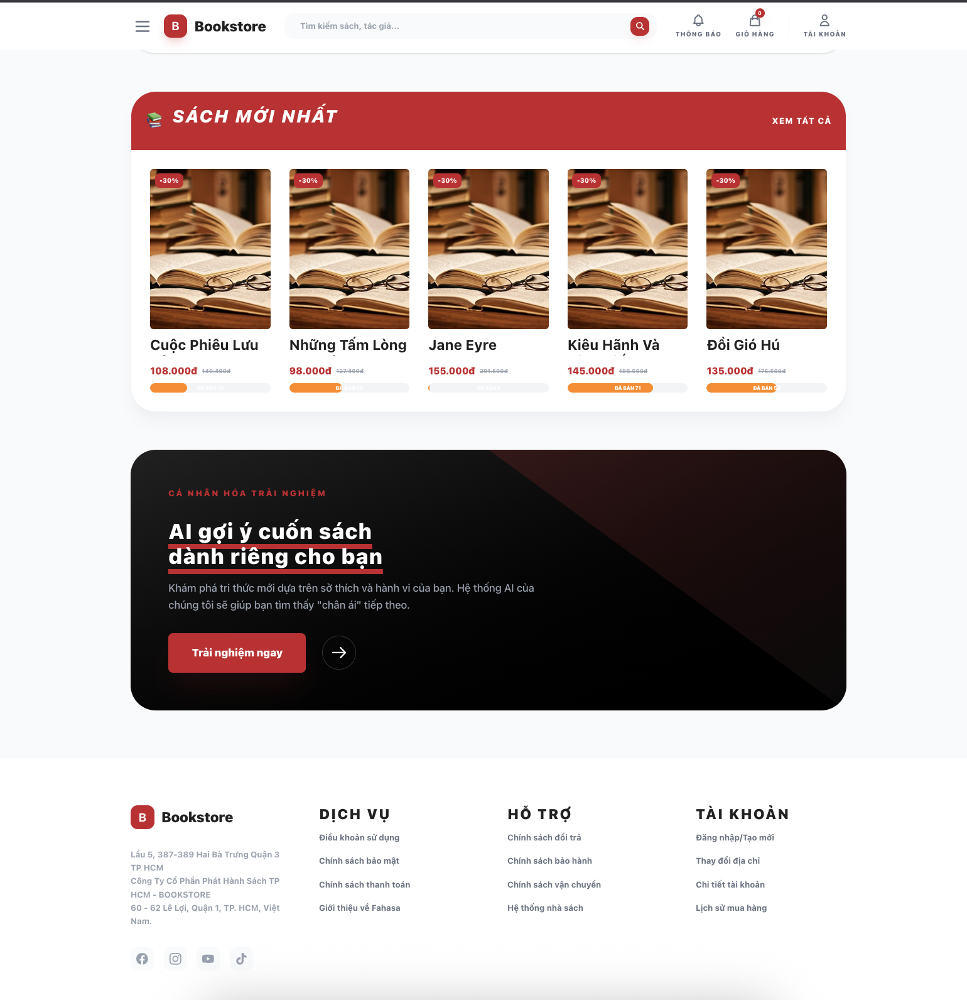 B Bookstore
Tìm kiếm sách, tác giả...
THÔNG BÁO
0
GIỎ HÀNG
TÀI KHOẢN
SÁCH MỚI NHẤT
XEM TẤT CẢ
-30%
-30%
-30%
-30%
-30%
Cuộc Phiêu Lưu
Những Tấm Lòng
Jane Eyre
Kiêu Hãnh Và
Đồi Gió Hú
108.000đ 140.400đ
98.000đ 127.400đ
155.000đ 201.500đ
145.000đ 188.500đ
135.000đ 175.500đ
ĐÃ BÁN
ĐÃ BÁN
ĐÃ BÁN
ĐÃ BÁN 71
ĐÃ BÁN
CÁ NHÂN HÓA TRẢI NGHIỆM
AI gợi ý cuốn sách
dành riêng cho bạn
Khám phá tri thức mới dựa trên sở thích và hành vi của bạn. Hệ thống AI của
chúng tôi sẽ giúp bạn tìm thấy "chân ái" tiếp theo.
Trải nghiệm ngay
B Bookstore
Lầu 5, 387-389 Hai Bà Trưng Quận 3
TP HCM
Công Ty Cổ Phần Phát Hành Sách TP
HCM - BOOKSTORE
60 - 62 Lê Lợi, Quận 1, TP. HCM, Việt
Nam.
DỊCH VỤ
Điều khoản sử dụng
Chính sách bảo mật
Chính sách thanh toán
Giới thiệu về Fahasa
HỖ TRỢ
Chính sách đổi trả
Chính sách bảo hành
Chính sách vận chuyển
Hệ thống nhà sách
TÀI KHOẢN
Đăng nhập/Tạo mới
Thay đổi địa chỉ
Chi tiết tài khoản
Lịch sử mua hàng